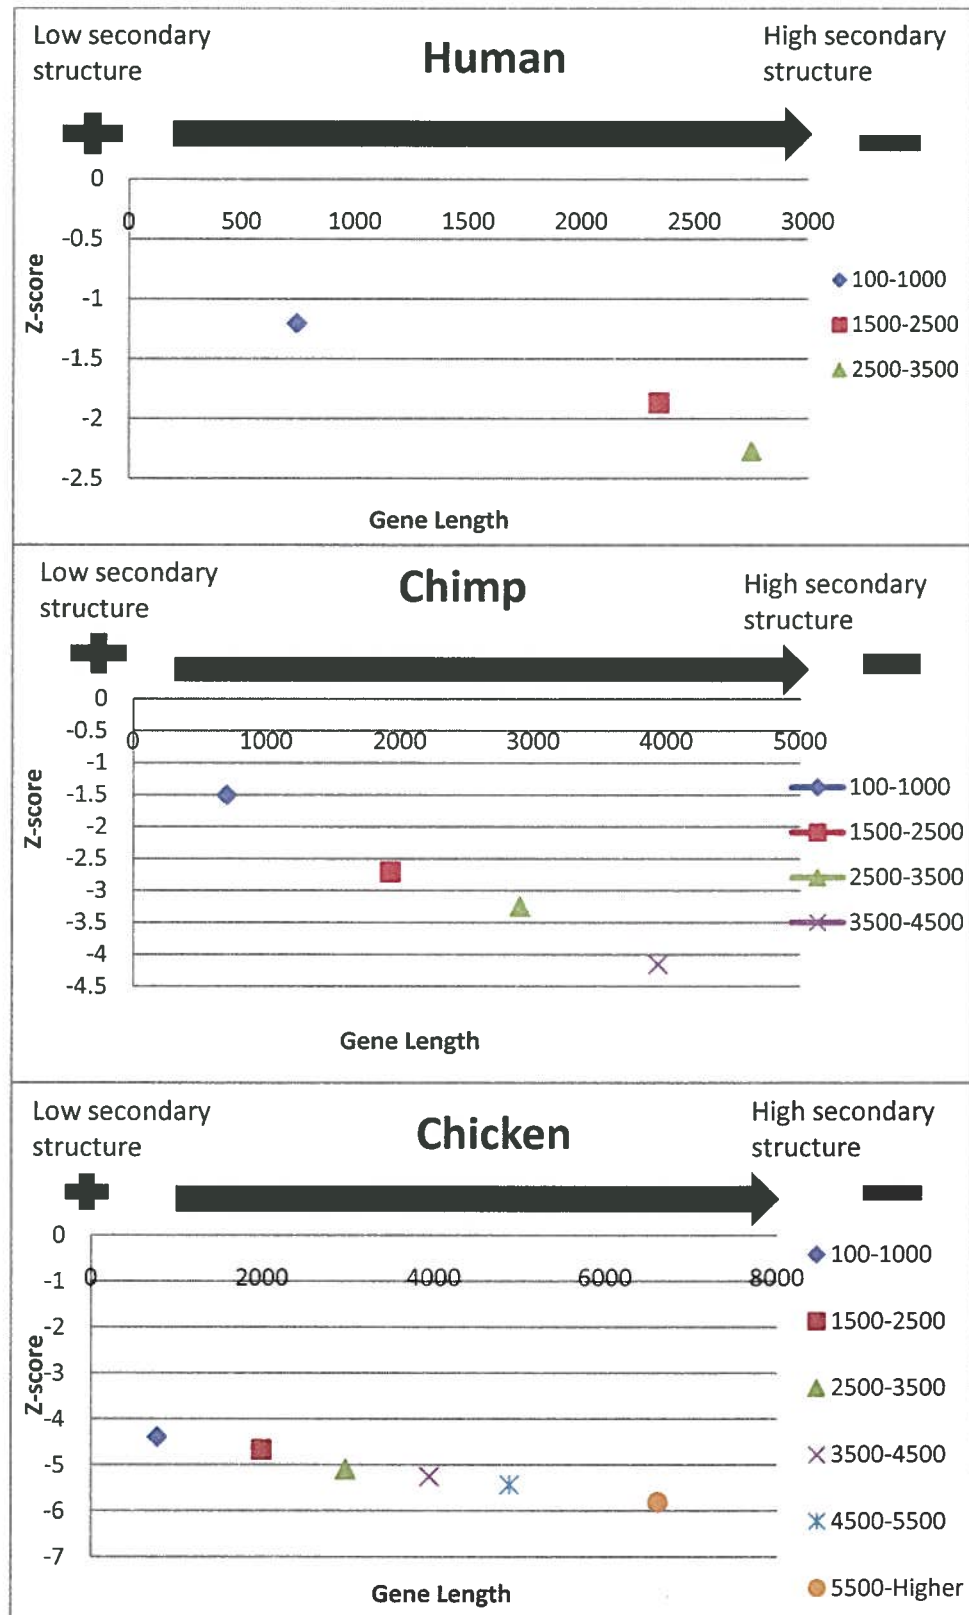 Low secondary
structure
Human
High secondary
structure
0
0 500 1000 1500 2000 2500 3000
-0.5
-1
-1.5
-2
-2.5
Z-score
Gene Length
100-1000
1500-2500
2500-3500
Low secondary
structure
Chimp
High secondary
structure
0
-0.5
0 1000 2000 3000 4000 5000
-1
-1.5
-2
-2.5
-3
-3.5
-4
-4.5
Z-score
Gene Length
100-1000
1500-2500
2500-3500
3500-4500
Low secondary
structure
Chicken
High secondary
structure
0
-1
0 2000 4000 6000 8000
-2
-3
-4
-5
-6
-7
Z-score
Gene Length
100-1000
1500-2500
2500-3500
3500-4500
4500-5500
5500-Higher